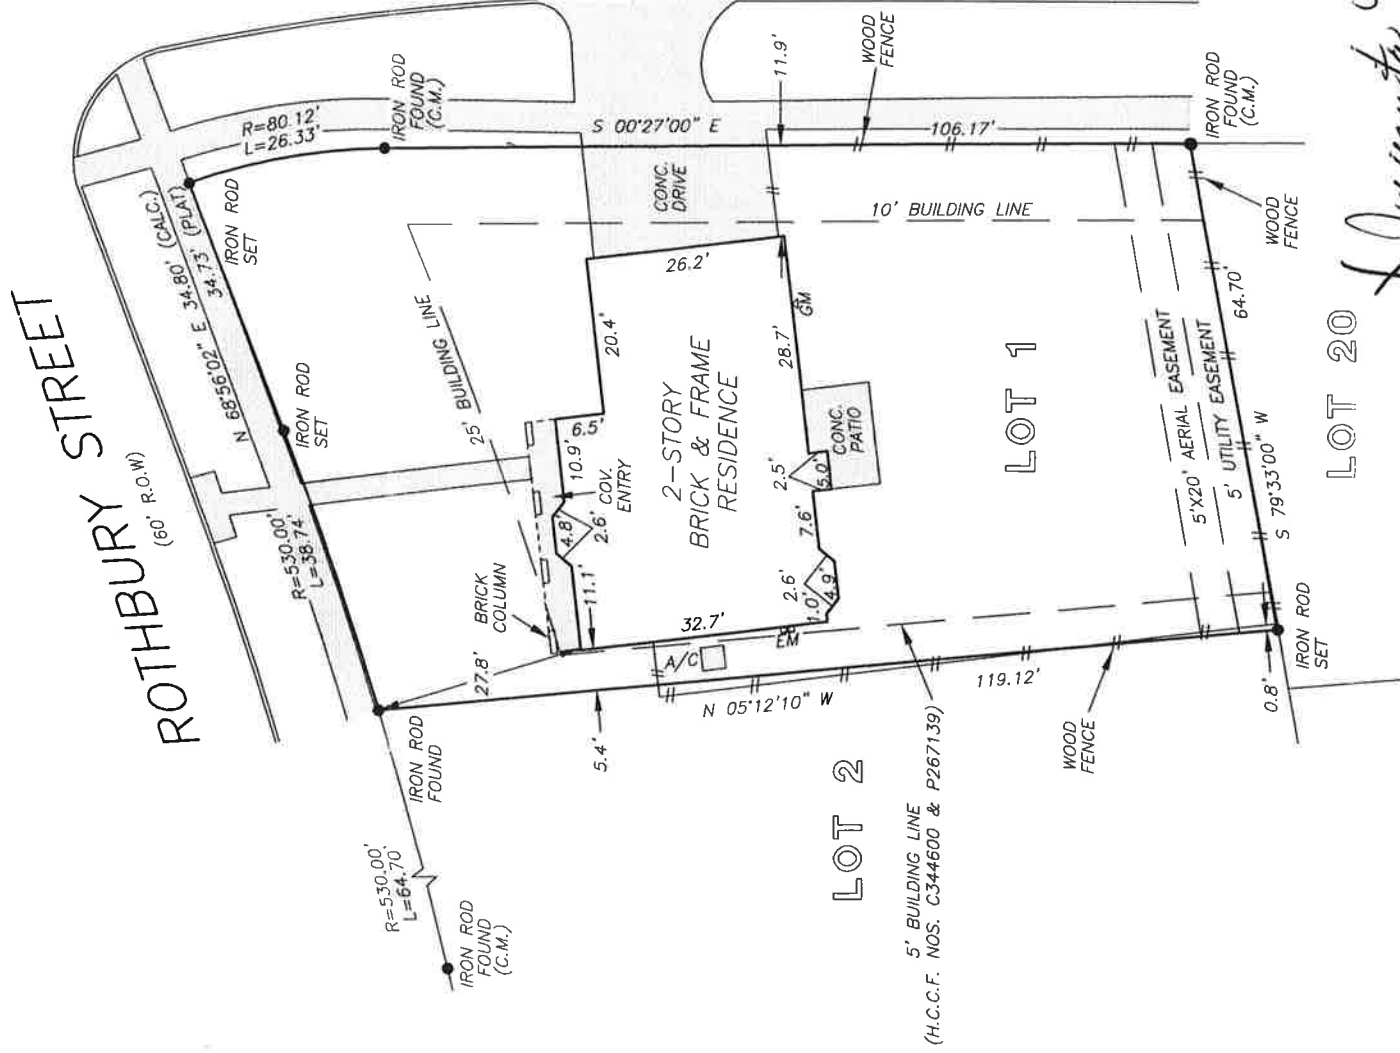 ROTHBURY STREET
(60' R.O.W)
R=80.12'
L=26.33'
IRON ROD
FOUND
(C.M.)
S 00°27'00" E
11.9'
WOOD
FENCE
106.17'
IRON ROD
FOUND
(C.M.)
N 68°56'02" E 34.80' (CALC.)
34.73' (PLAT)
IRON ROD
SET
CONC.
DRIVE
10' BUILDING LINE
WOOD
FENCE
IRON ROD
SET
25' BUILDING LINE
26.2'
20.4'
28.7'
GM
64.70'
6.5'
10.9'
COV.
ENTRY
2-STORY
BRICK & FRAME
RESIDENCE
CONC.
PATIO
LOT 1
5'X20' AERIAL EASEMENT
5' UTILITY EASEMENT
S 79°33'00" W
LOT 20
R=530.00'
L=38.74'
4.8'
2.6'
2.5'
5.0'
7.6'
BRICK
COLUMN
11.1'
2.6'
1.0'
4.9'
32.7'
EM
27.8'
A/C
IRON ROD
SET
0.8'
N 05°12'10" W
119.12'
5.4'
IRON ROD
FOUND
WOOD
FENCE
LOT 2
5' BUILDING LINE
(H.C.C.F. NOS. C344600 & P267139)
R=530.00'
L=64.70'
IRON ROD
FOUND
(C.M.)